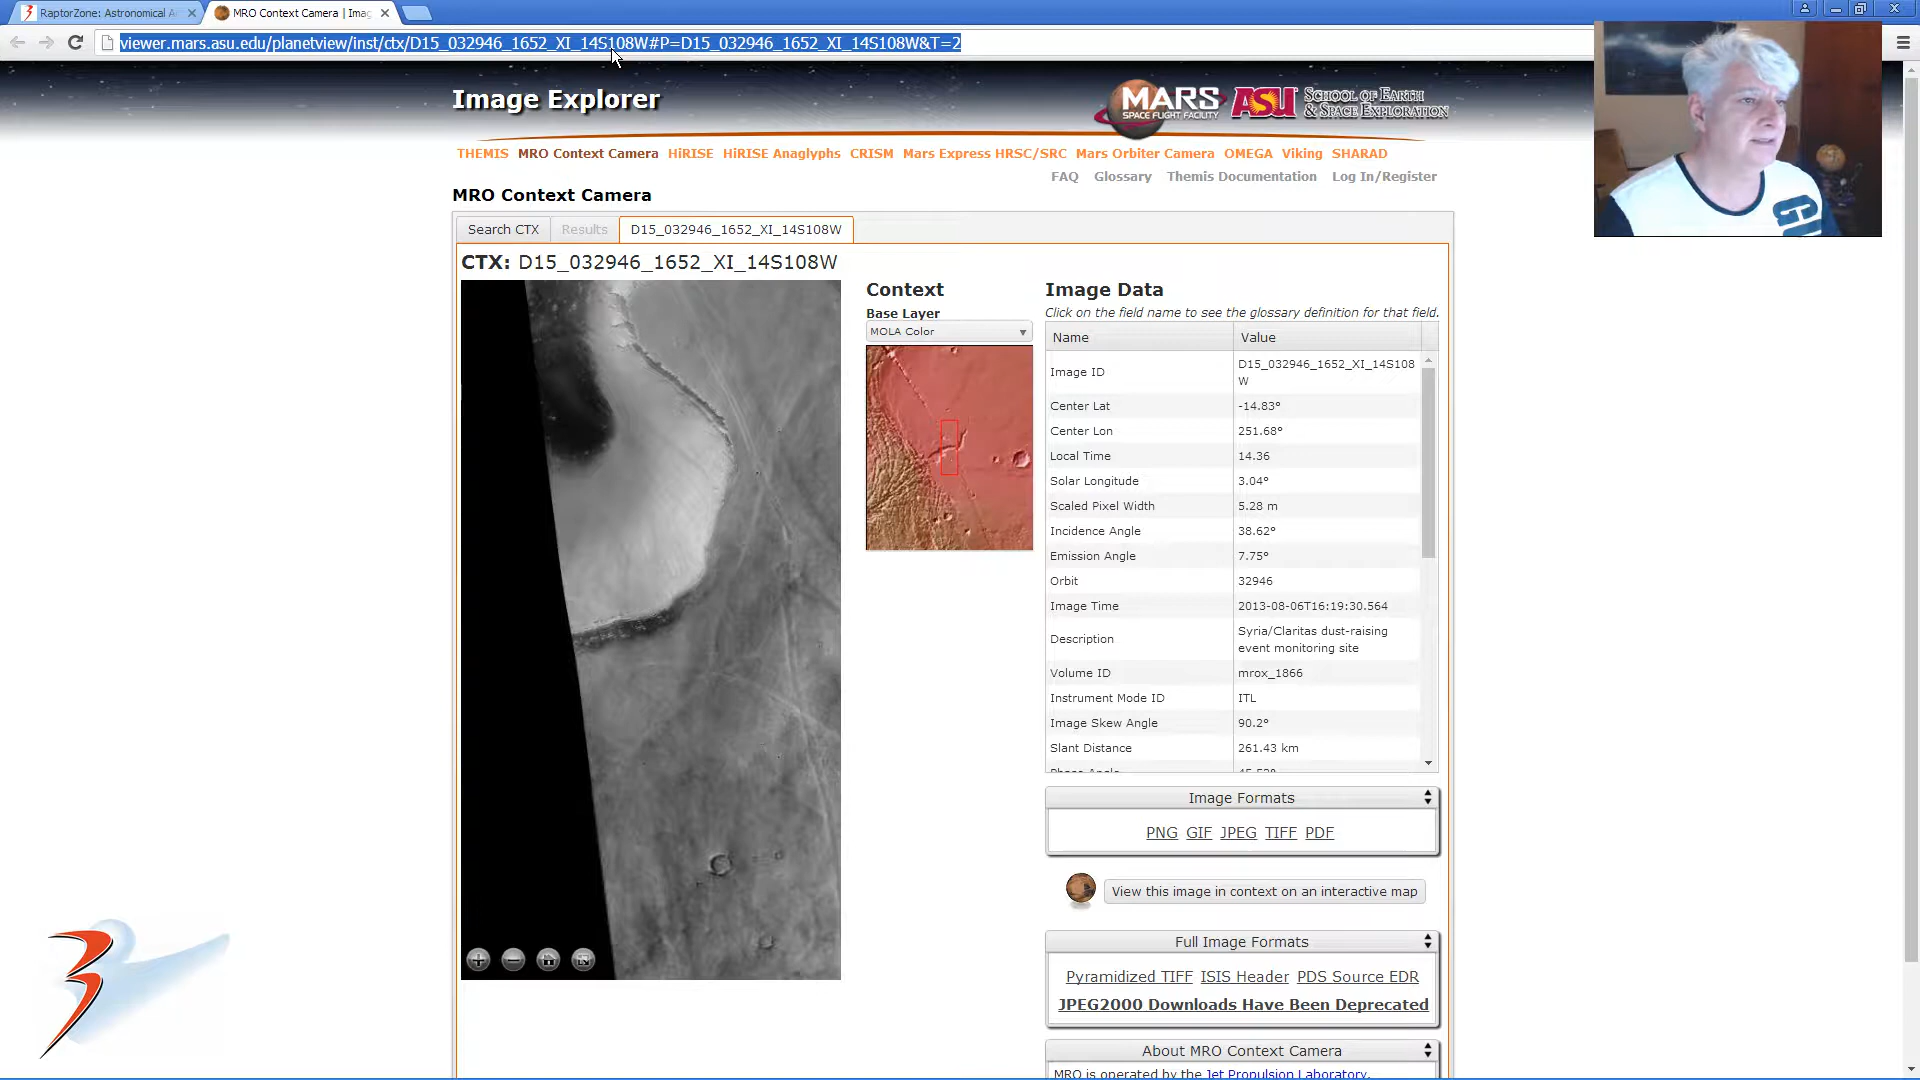 RaptorZone: Astronomical A
MRO Context Camera | Imag
viewer.mars.asu.edu/planetview/inst/ctx/D15_032946_1652_XI_14S108W#P=D15_032946_1652_XI_14S108W&T=2
Image Explorer
MARS
SPACE FLIGHT FACILITY
ASU
SCHOOL OF EARTH
& SPACE EXPLORATION
THEMIS MRO Context Camera HiRISE HiRISE Anaglyphs CRISM Mars Express HRSC/SRC Mars Orbiter Camera OMEGA Viking SHARAD
FAQ Glossary Themis Documentation Log In/Register
MRO Context Camera
Search CTX Results D15_032946_1652_XI_14S108W
CTX: D15_032946_1652_XI_14S108W
Context
Base Layer
MOLA Color
Image Data
Click on the field name to see the glossary definition for that field.
Name Value
Image ID D15_032946_1652_XI_14S108
W
Center Lat -14.83°
Center Lon 251.68°
Local Time 14.36
Solar Longitude 3.04°
Scaled Pixel Width 5.28 m
Incidence Angle 38.62°
Emission Angle 7.75°
Orbit 32946
Image Time 2013-08-06T16:19:30.564
Description Syria/Claritas dust-raising
event monitoring site
Volume ID mrox_1866
Instrument Mode ID ITL
Image Skew Angle 90.2°
Slant Distance 261.43 km
Image Formats
PNG GIF JPEG TIFF PDF
View this image in context on an interactive map
Full Image Formats
Pyramidized TIFF ISIS Header PDS Source EDR
JPEG2000 Downloads Have Been Deprecated
About MRO Context Camera
MRO is operated by the Jet Propulsion Laboratory.